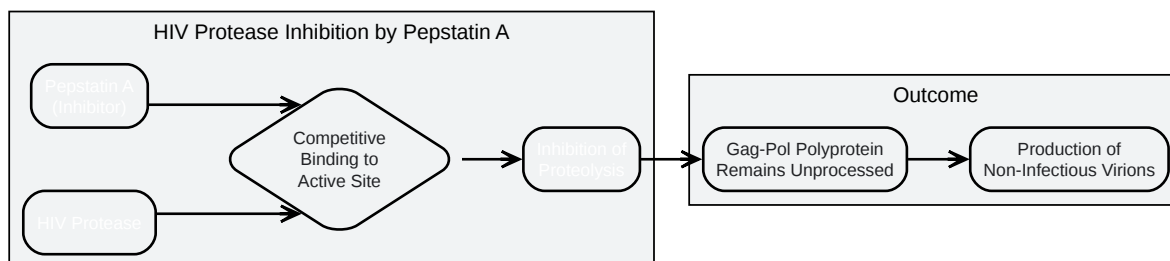 HIV Protease Inhibition by Pepstatin A
Pepstatin A
(Inhibitor)
HIV Protease
Competitive
Binding to
Active Site
Inhibition of
Proteolysis
Outcome
Gag-Pol Polyprotein
Remains Unprocessed
Production of
Non-Infectious Virions